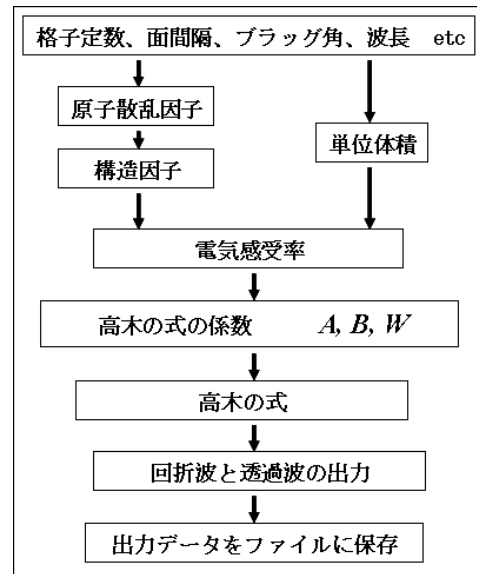 格子定数、面間隔、ブラッグ角、波長 etc
原子散乱因子
構造因子
単位体積
電気感受率
高木の式の係数 A, B, W
高木の式
回折波と透過波の出力
出力データをファイルに保存